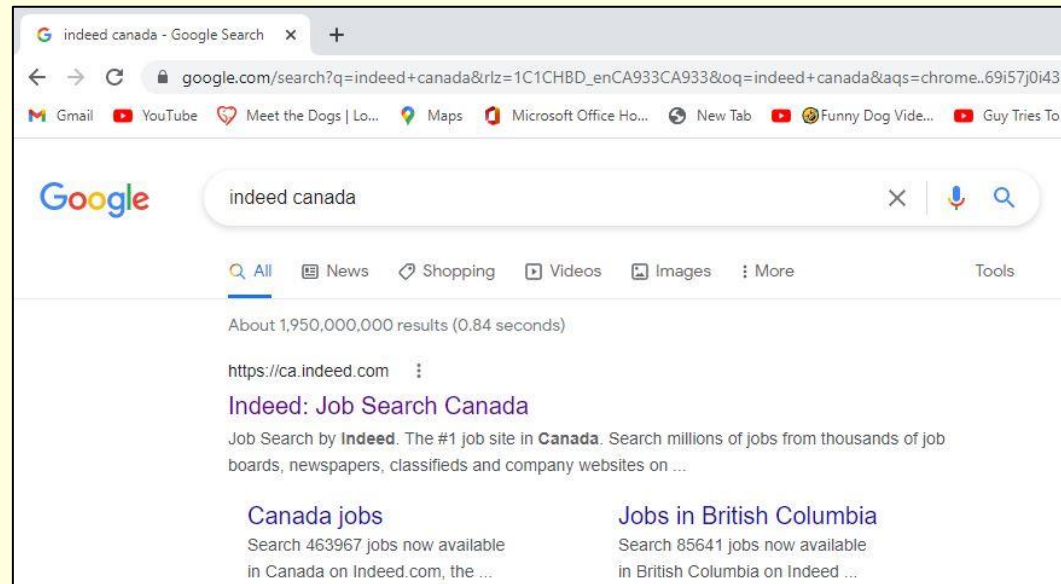 indeed canada - Google Search
google.com/search?q=indeed+canada&rlz=1C1CHBD_enCA933CA933&oq=indeed+canada&aqs=chrome..69i57j0i43
Gmail YouTube Meet the Dogs | Lo... Maps Microsoft Office Ho... New Tab 🤣Funny Dog Vide... Guy Tries To
Google indeed canada
All News Shopping Videos Images More Tools
About 1,950,000,000 results (0.84 seconds)
https://ca.indeed.com
Indeed: Job Search Canada
Job Search by Indeed. The #1 job site in Canada. Search millions of jobs from thousands of job
boards, newspapers, classifieds and company websites on ...
Canada jobs
Search 463967 jobs now available
in Canada on Indeed.com, the ...
Jobs in British Columbia
Search 85641 jobs now available
in British Columbia on Indeed ...